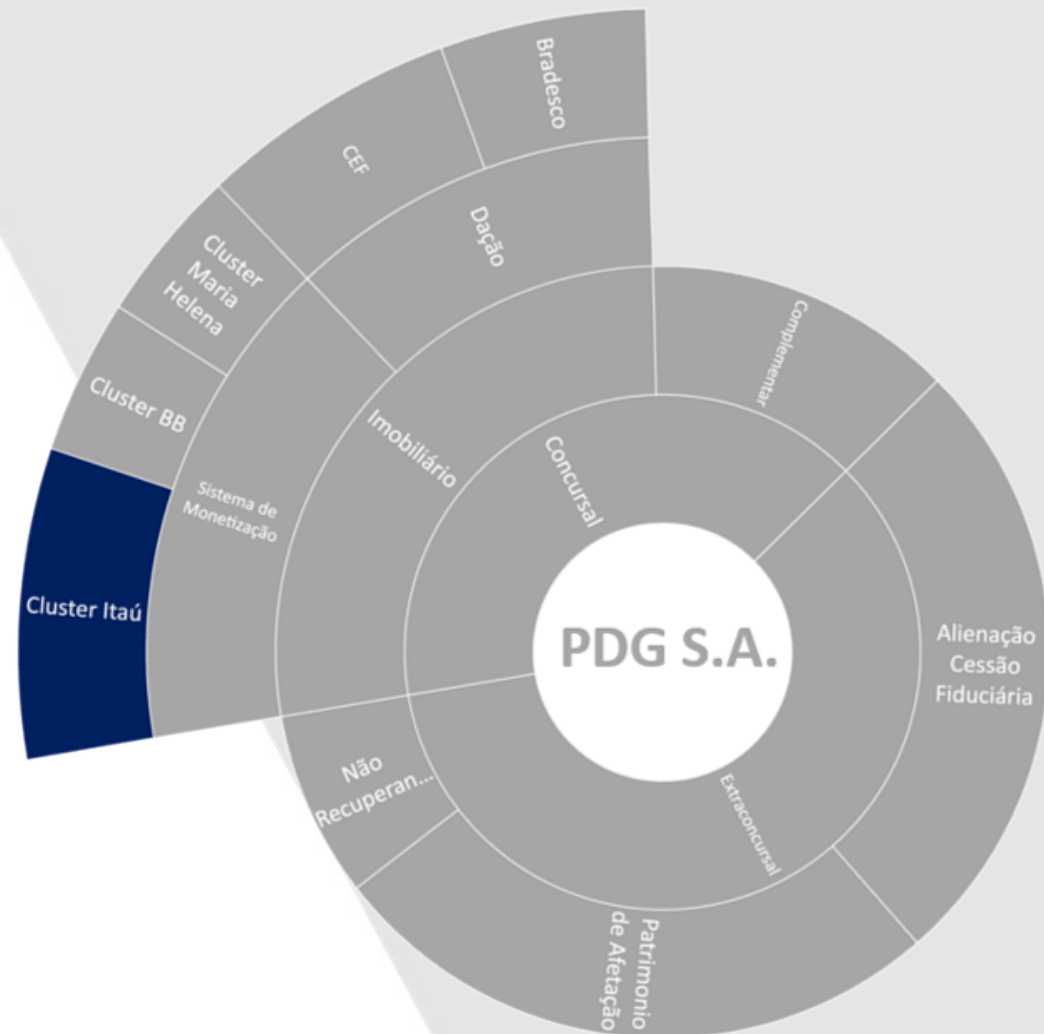 Bradesco
CEF
Dação
Cluster
Maria
Helena
Complementar
Cluster BB
Imobiliário
Concursal
Sistema de
Monetização
Cluster Itaú
PDG S.A.
Alienação
Cessão
Fiduciária
Não
Recuperan...
Extraconcursal
Patrimonio
de Afetação